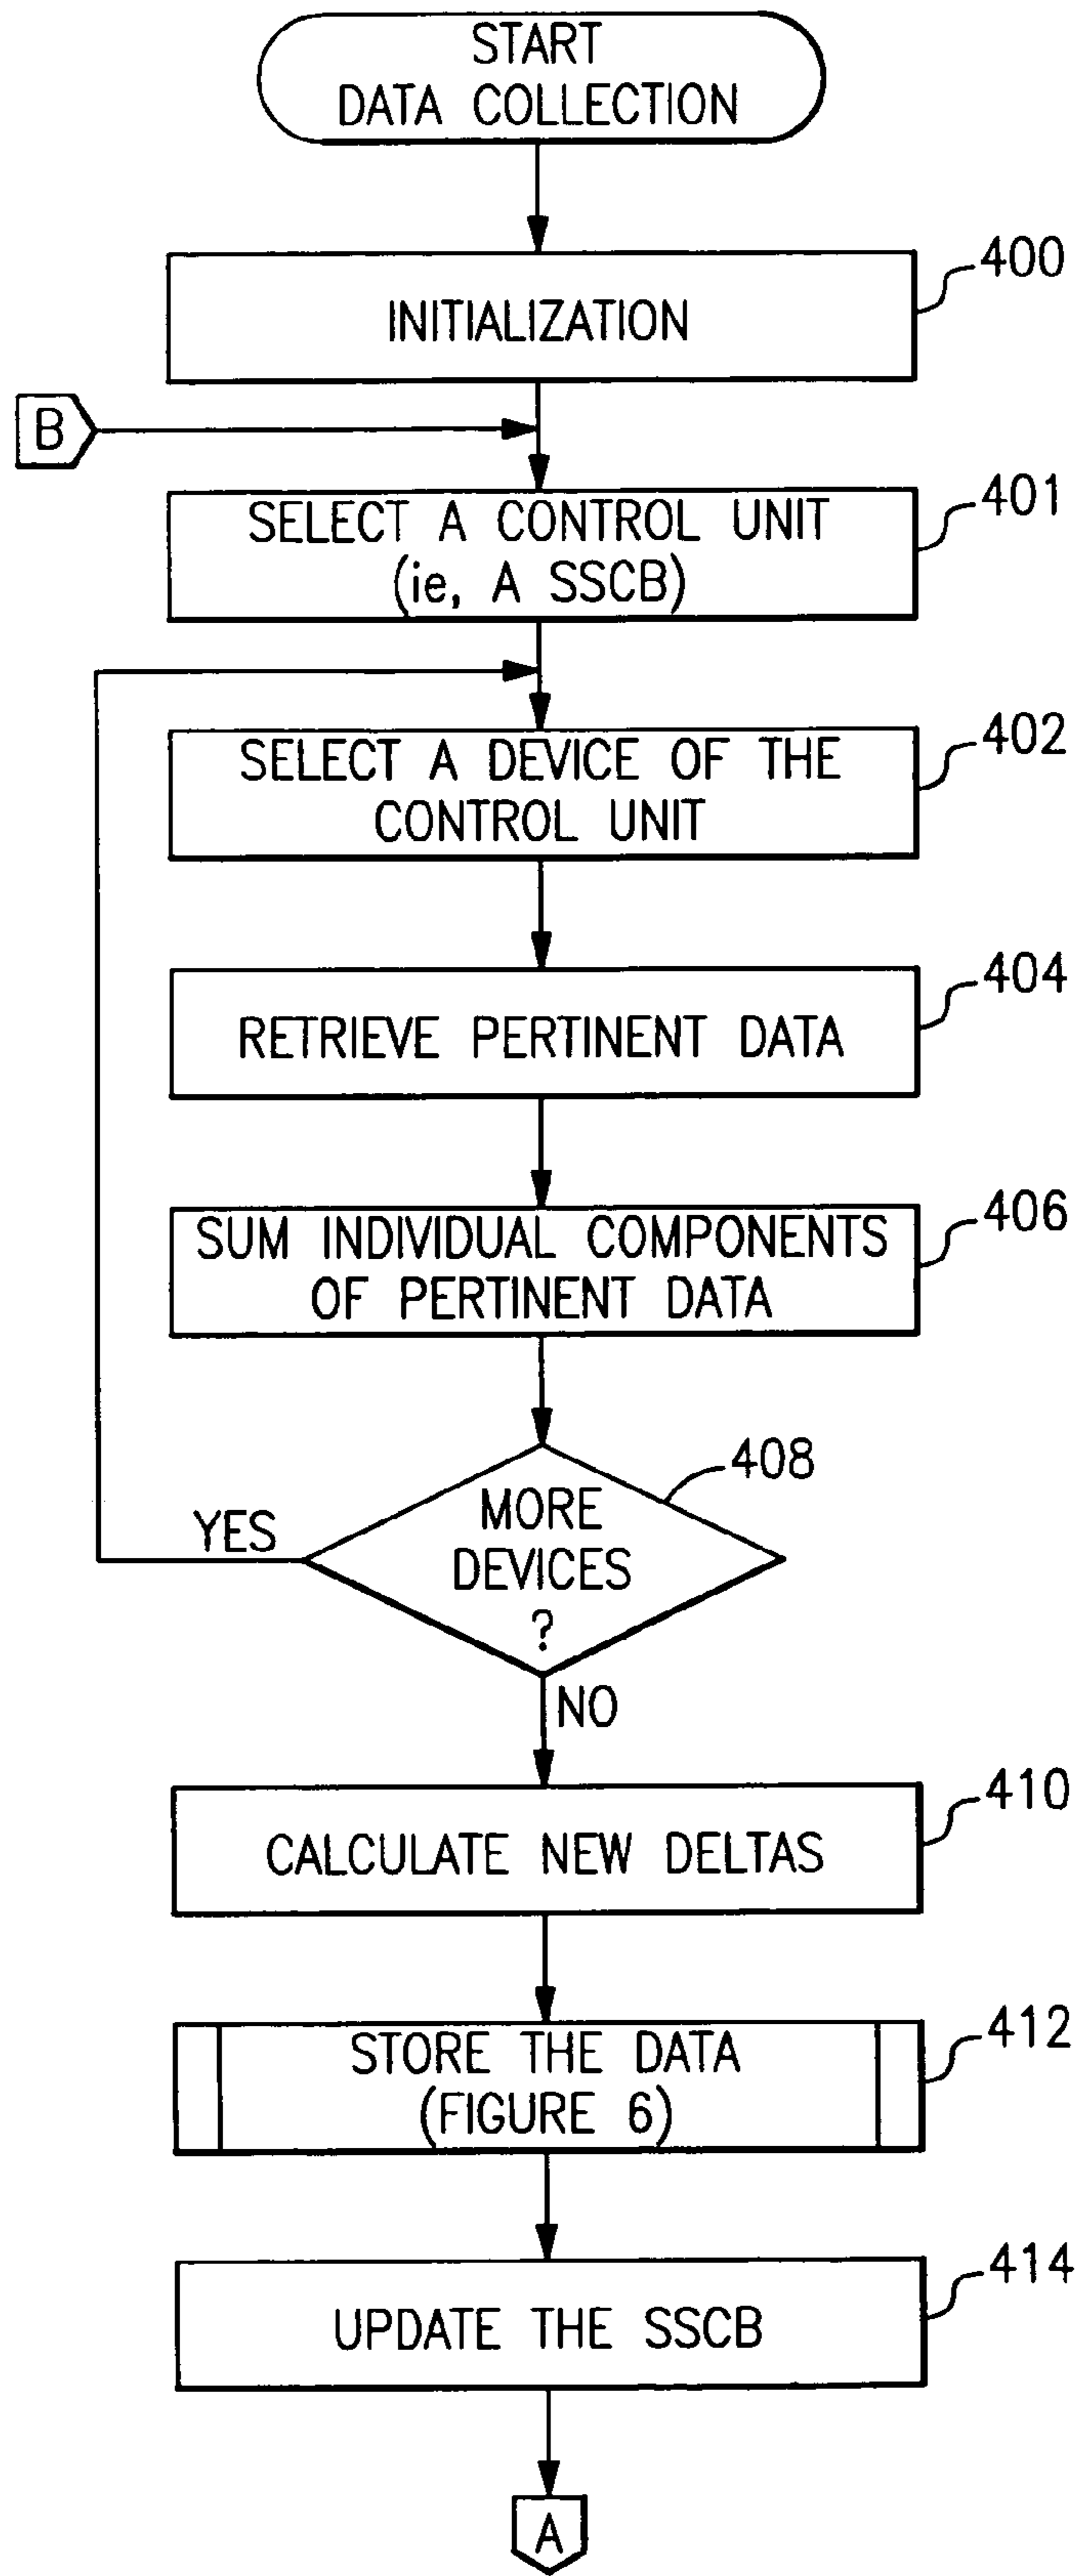 START
DATA COLLECTION
400
INITIALIZATION
B
401
SELECT A CONTROL UNIT
(ie, A SSCB)
402
SELECT A DEVICE OF THE
CONTROL UNIT
404
RETRIEVE PERTINENT DATA
406
SUM INDIVIDUAL COMPONENTS
OF PERTINENT DATA
408
MORE
DEVICES
?
YES
NO
410
CALCULATE NEW DELTAS
412
STORE THE DATA
(FIGURE 6)
414
UPDATE THE SSCB
A